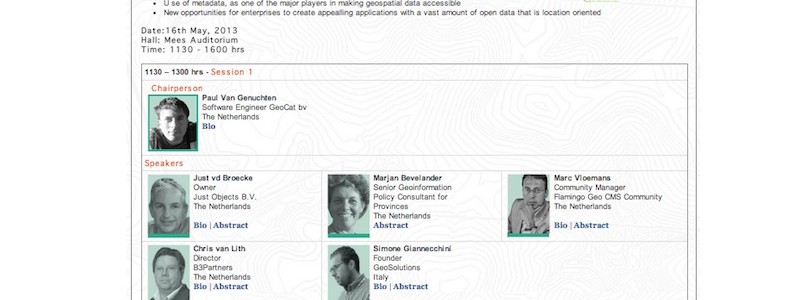 Use of metadata, as one of the major players in making geospatial data accessible
New opportunities for enterprises to create apealling applications with a vast amount of open data that is location oriented
Date:16th May, 2013
Hall: Mees Auditorium
Time: 1130 - 1600 hrs
1130 – 1300 hrs - Session 1
Chairperson
Paul Van Genuchten
Software Engineer GeoCat bv
The Netherlands
Bio
Speakers
Just vd Broecke
Owner
Just Objects B.V.
The Netherlands
Bio | Abstract
Marjan Bevelander
Senior Geoinformation
Policy Consultant for
Provinces
The Netherlands
Abstract
Marc Vloemans
Community Manager
Flamingo Geo CMS Community
The Netherlands
Bio | Abstract
Chris van Lith
Director
B3Partners
The Netherlands
Bio | Abstract
Simone Giannecchini
Founder
GeoSolutions
Italy
Bio | Abstract